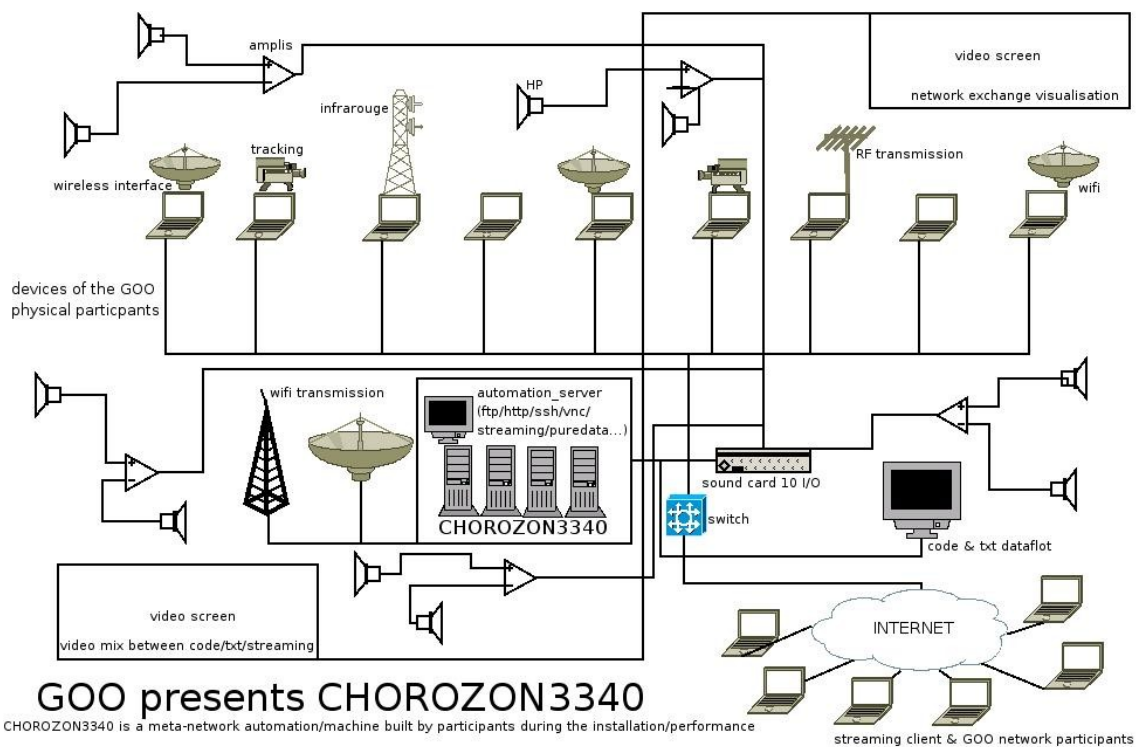 amplis
video screen
network exchange visualisation
HP
infrarouge
tracking
RF transmission
wireless interface
wifi
devices of the GOO
physical particpants
wifi transmission
automation_server
(ftp/http/ssh/vnc/
streaming/puredata...)
CHOROZON3340
sound card 10 I/O
switch
code & txt dataflot
video screen
video mix between code/txt/streaming
INTERNET
GOO presents CHOROZON3340
CHOROZON3340 is a meta-network automation/machine built by participants during the installation/performance
streaming client & GOO network participants